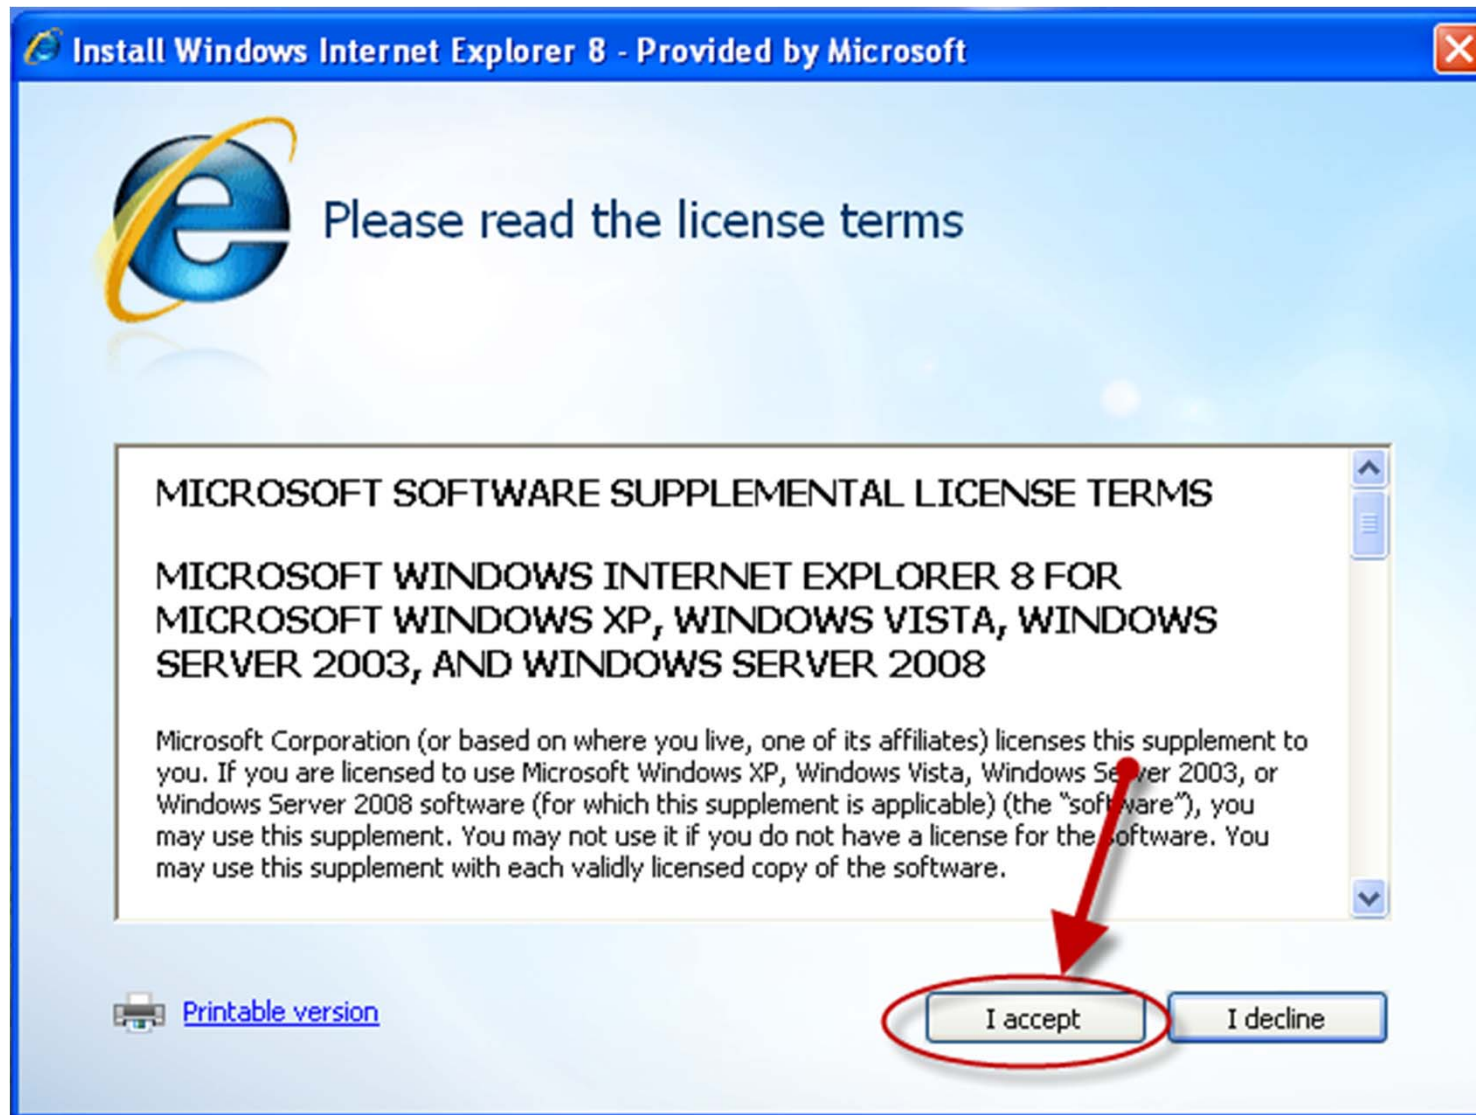 Install Windows Internet Explorer 8 - Provided by Microsoft
Please read the license terms
MICROSOFT SOFTWARE SUPPLEMENTAL LICENSE TERMS
MICROSOFT WINDOWS INTERNET EXPLORER 8 FOR
MICROSOFT WINDOWS XP, WINDOWS VISTA, WINDOWS
SERVER 2003, AND WINDOWS SERVER 2008
Microsoft Corporation (or based on where you live, one of its affiliates) licenses this supplement to
you. If you are licensed to use Microsoft Windows XP, Windows Vista, Windows Server 2003, or
Windows Server 2008 software (for which this supplement is applicable) (the “software”), you
may use this supplement. You may not use it if you do not have a license for the software. You
may use this supplement with each validly licensed copy of the software.
Printable version
I accept
I decline